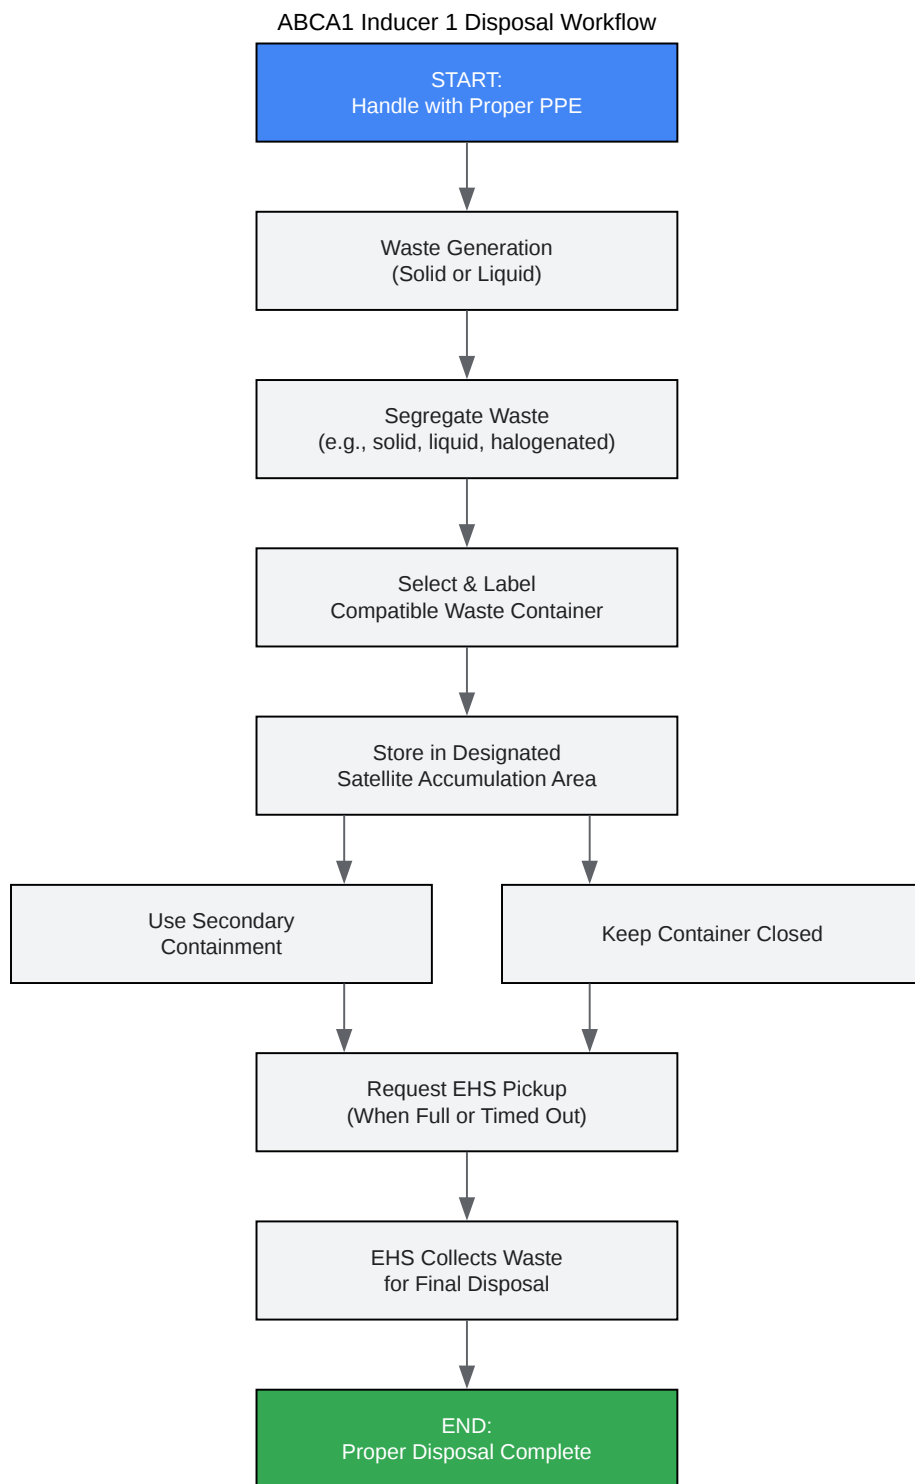 ABCA1 Inducer 1 Disposal Workflow
START:
Handle with Proper PPE
Waste Generation
(Solid or Liquid)
Segregate Waste
(e.g., solid, liquid, halogenated)
Select & Label
Compatible Waste Container
Store in Designated
Satellite Accumulation Area
Use Secondary
Containment
Keep Container Closed
Request EHS Pickup
(When Full or Timed Out)
EHS Collects Waste
for Final Disposal
END:
Proper Disposal Complete